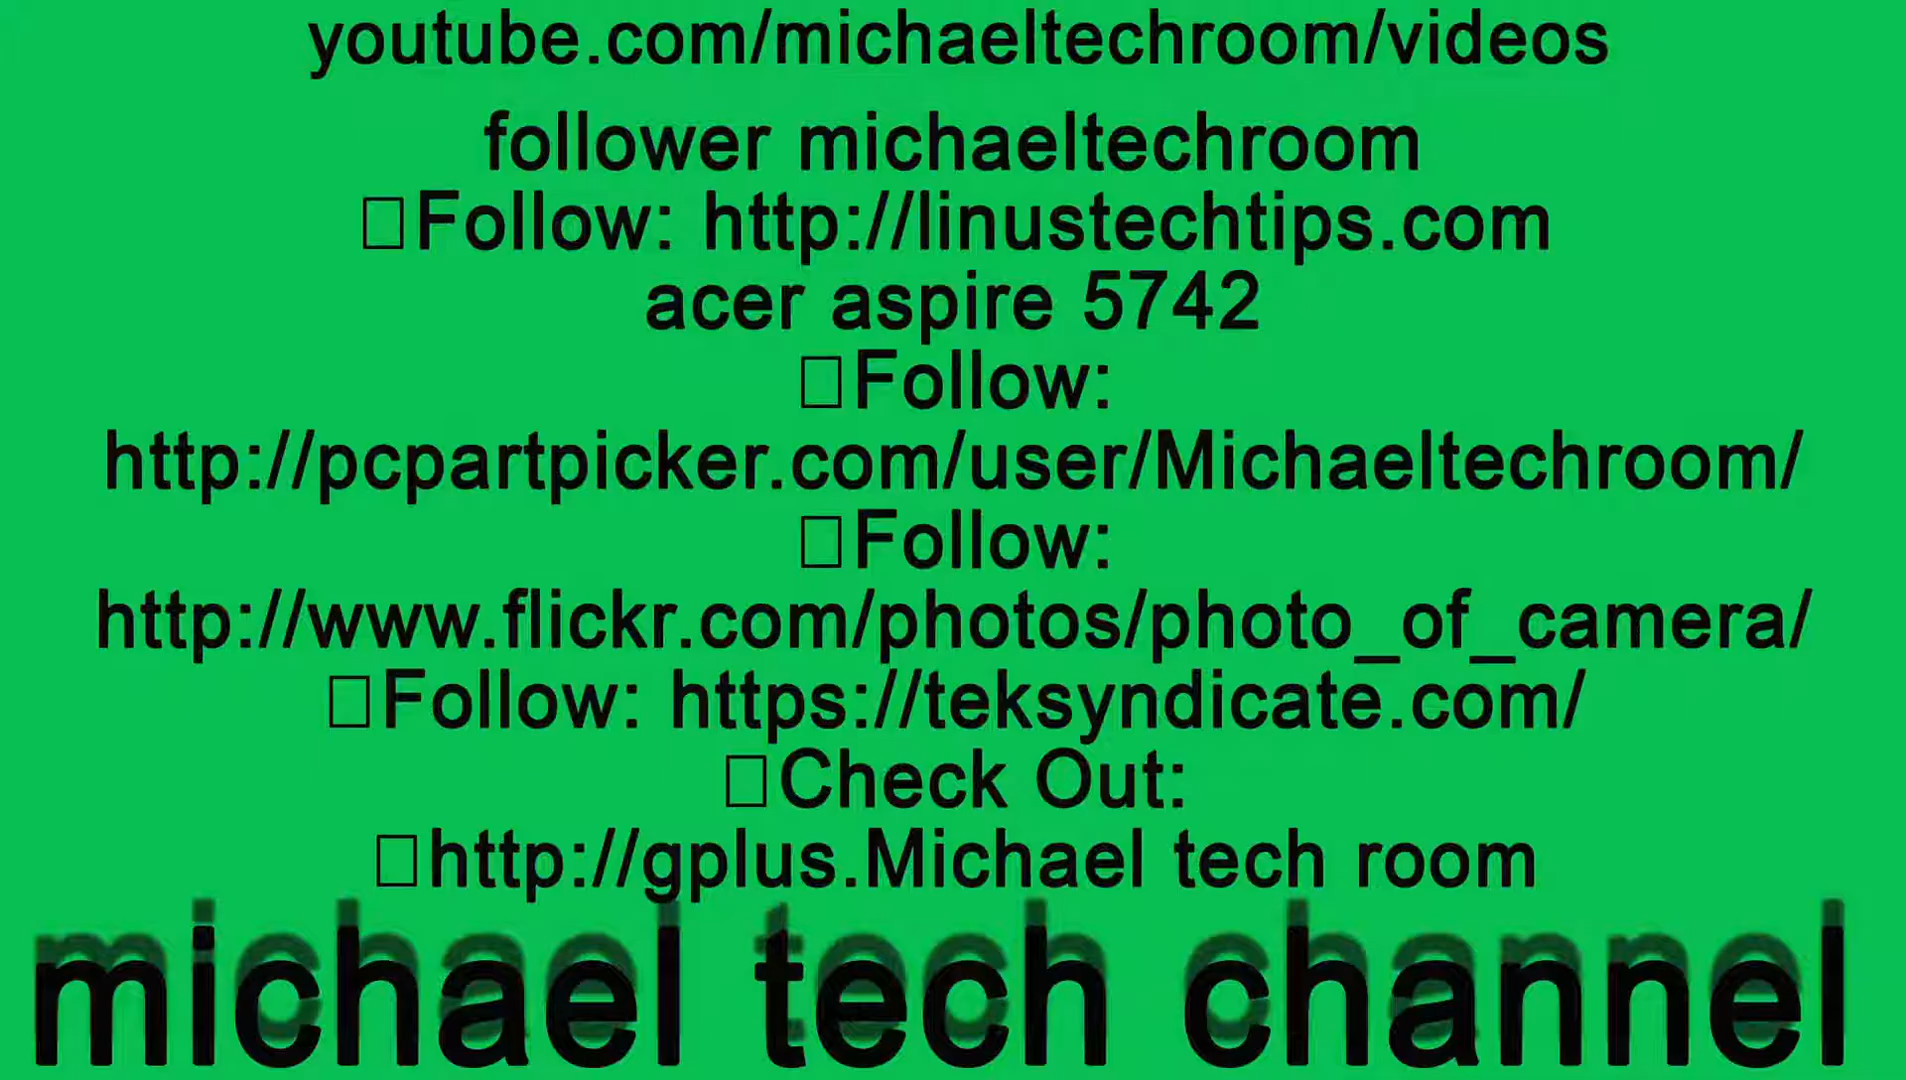 youtube.com/michaeltechroom/videos
follower michaeltechroom
Follow: http://linustechtips.com
acer aspire 5742
Follow:
http://pcpartpicker.com/user/Michaeltechroom/
Follow:
http://www.flickr.com/photos/photo_of_camera/
Follow: https://teksyndicate.com/
Check Out:
http://gplus.Michael tech room
michael tech channel